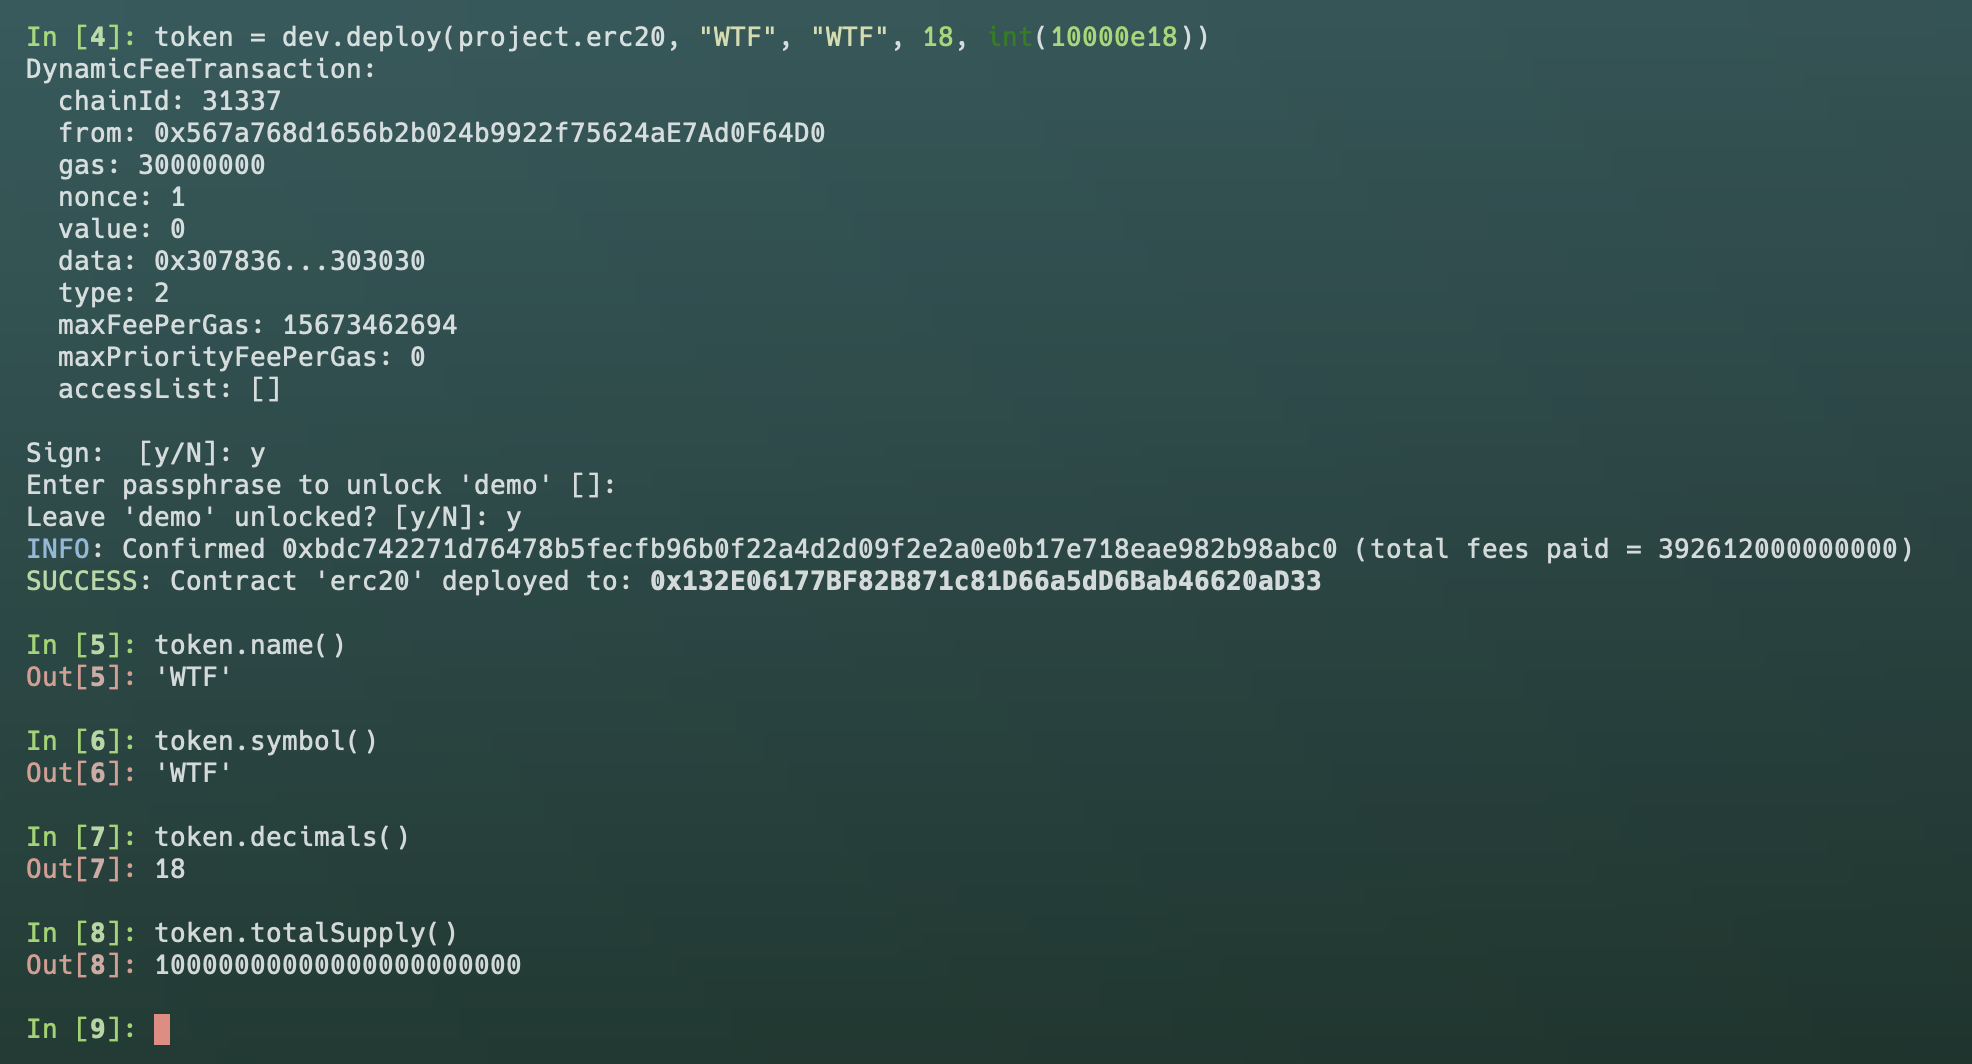 In [4]: token = dev.deploy(project.erc20, "WTF", "WTF", 18, int(10000e18))
DynamicFeeTransaction:
  chainId: 31337
  from: 0x567a768d1656b2b024b9922f75624aE7Ad0F64D0
  gas: 30000000
  nonce: 1
  value: 0
  data: 0x307836...303030
  type: 2
  maxFeePerGas: 15673462694
  maxPriorityFeePerGas: 0
  accessList: []
Sign:  [y/N]: y
Enter passphrase to unlock 'demo' []:
Leave 'demo' unlocked? [y/N]: y
INFO: Confirmed 0xbdc742271d76478b5fecfb96b0f22a4d2d09f2e2a0e0b17e718eae982b98abc0 (total fees paid = 392612000000000)
SUCCESS: Contract 'erc20' deployed to: 0x132E06177BF82B871c81D66a5dD6Bab46620aD33
In [5]: token.name()
Out[5]: 'WTF'
In [6]: token.symbol()
Out[6]: 'WTF'
In [7]: token.decimals()
Out[7]: 18
In [8]: token.totalSupply()
Out[8]: 10000000000000000000000
In [9]: